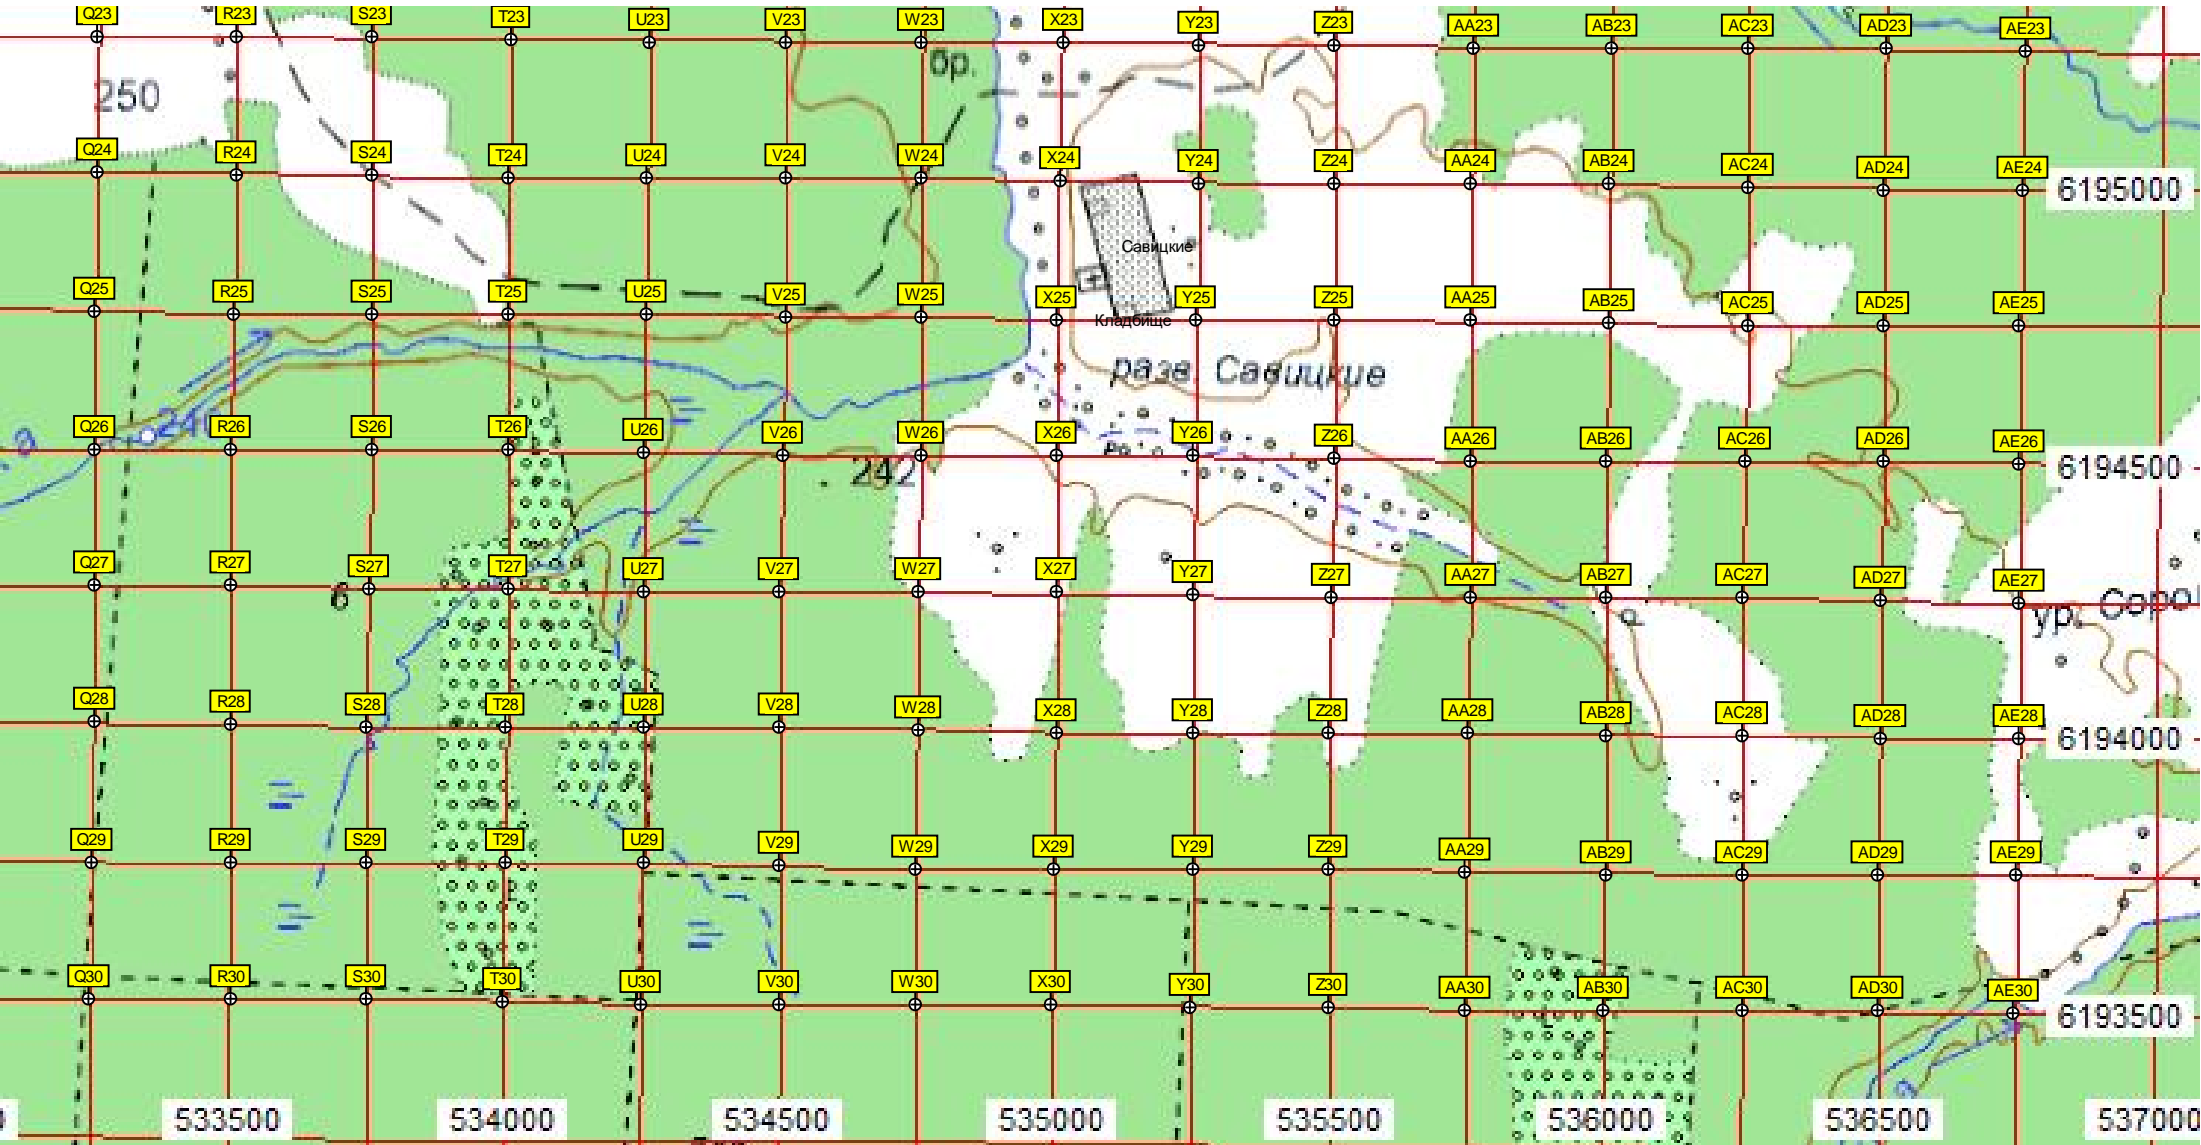 Q23 R23 S23 T23 U23 V23 W23 X23 Y23 Z23 AA23 AB23 AC23 AD23 AE23
бр.
250
Q24 R24 S24 T24 U24 V24 W24 X24 Y24 Z24 AA24 AB24 AC24 AD24 AE24
6195000
Савицкие
Q25 R25 S25 T25 U25 V25 W25 X25 Y25 Z25 AA25 AB25 AC25 AD25 AE25
Кладбище
разв. Савицкие
Q26 R26 S26 T26 U26 V26 W26 X26 Y26 Z26 AA26 AB26 AC26 AD26 AE26
242
6194500
Q27 R27 S27 T27 U27 V27 W27 X27 Y27 Z27 AA27 AB27 AC27 AD27 AE27
б
ур. Соро
Q28 R28 S28 T28 U28 V28 W28 X28 Y28 Z28 AA28 AB28 AC28 AD28 AE28
6194000
Q29 R29 S29 T29 U29 V29 W29 X29 Y29 Z29 AA29 AB29 AC29 AD29 AE29
Q30 R30 S30 T30 U30 V30 W30 X30 Y30 Z30 AA30 AB30 AC30 AD30 AE30
6193500
533500 534000 534500 535000 535500 536000 536500 537000